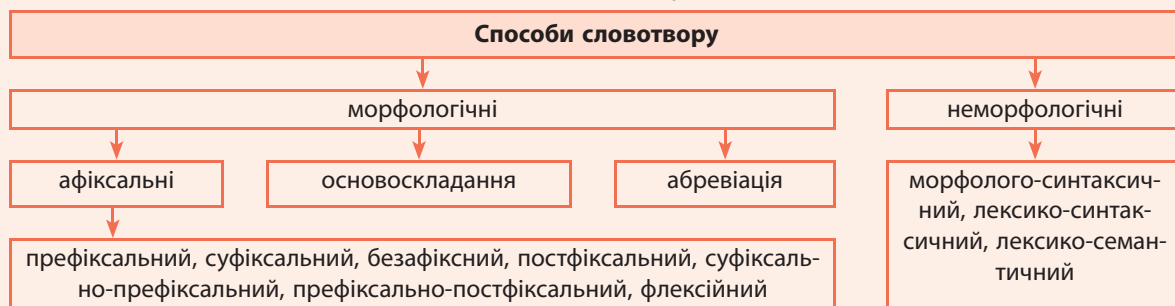 Способи словотвору
морфологічні
неморфологічні
афіксальні
основоскладання
абревіація
морфолого-синтаксич-
ний, лексико-синтак-
сичний, лексико-семан-
тичний
префіксальний, суфіксальний, безафіксний, постфіксальний, суфіксаль-
но-префіксальний, префіксально-постфіксальний, флексійний